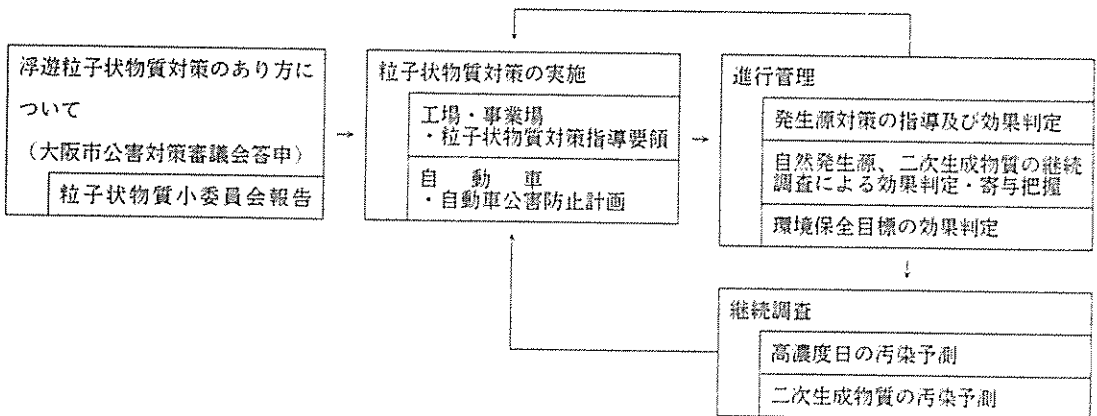 浮遊粒子状物質対策のあり方に
ついて
(大阪市公害対策審議会答申)
粒子状物質小委員会報告
粒子状物質対策の実施
工場・事業場
・粒子状物質対策指導要領
自動車
・自動車公害防止計画
進行管理
発生源対策の指導及び効果判定
自然発生源、二次生成物質の継続
調査による効果判定・寄与把握
環境保全目標の効果判定
継続調査
高濃度日の汚染予測
二次生成物質の汚染予測